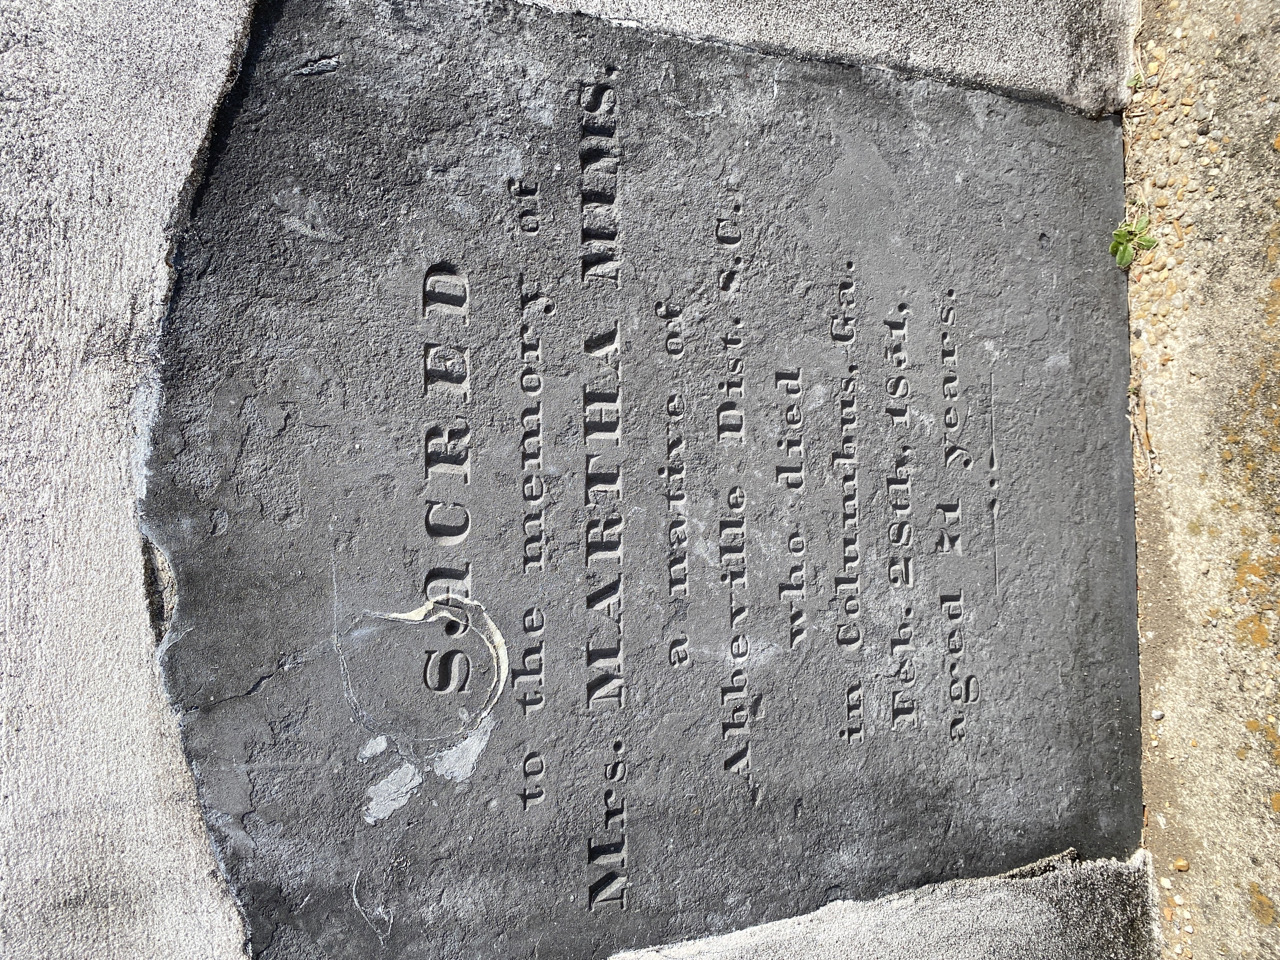 SACRED
to the memory of
Mrs. MARTHA MIMS,
a native of
Abbeville Dist. S.C.
who died
in Columbus, Ga.
Feb. 28th, 1851,
aged 71 years.